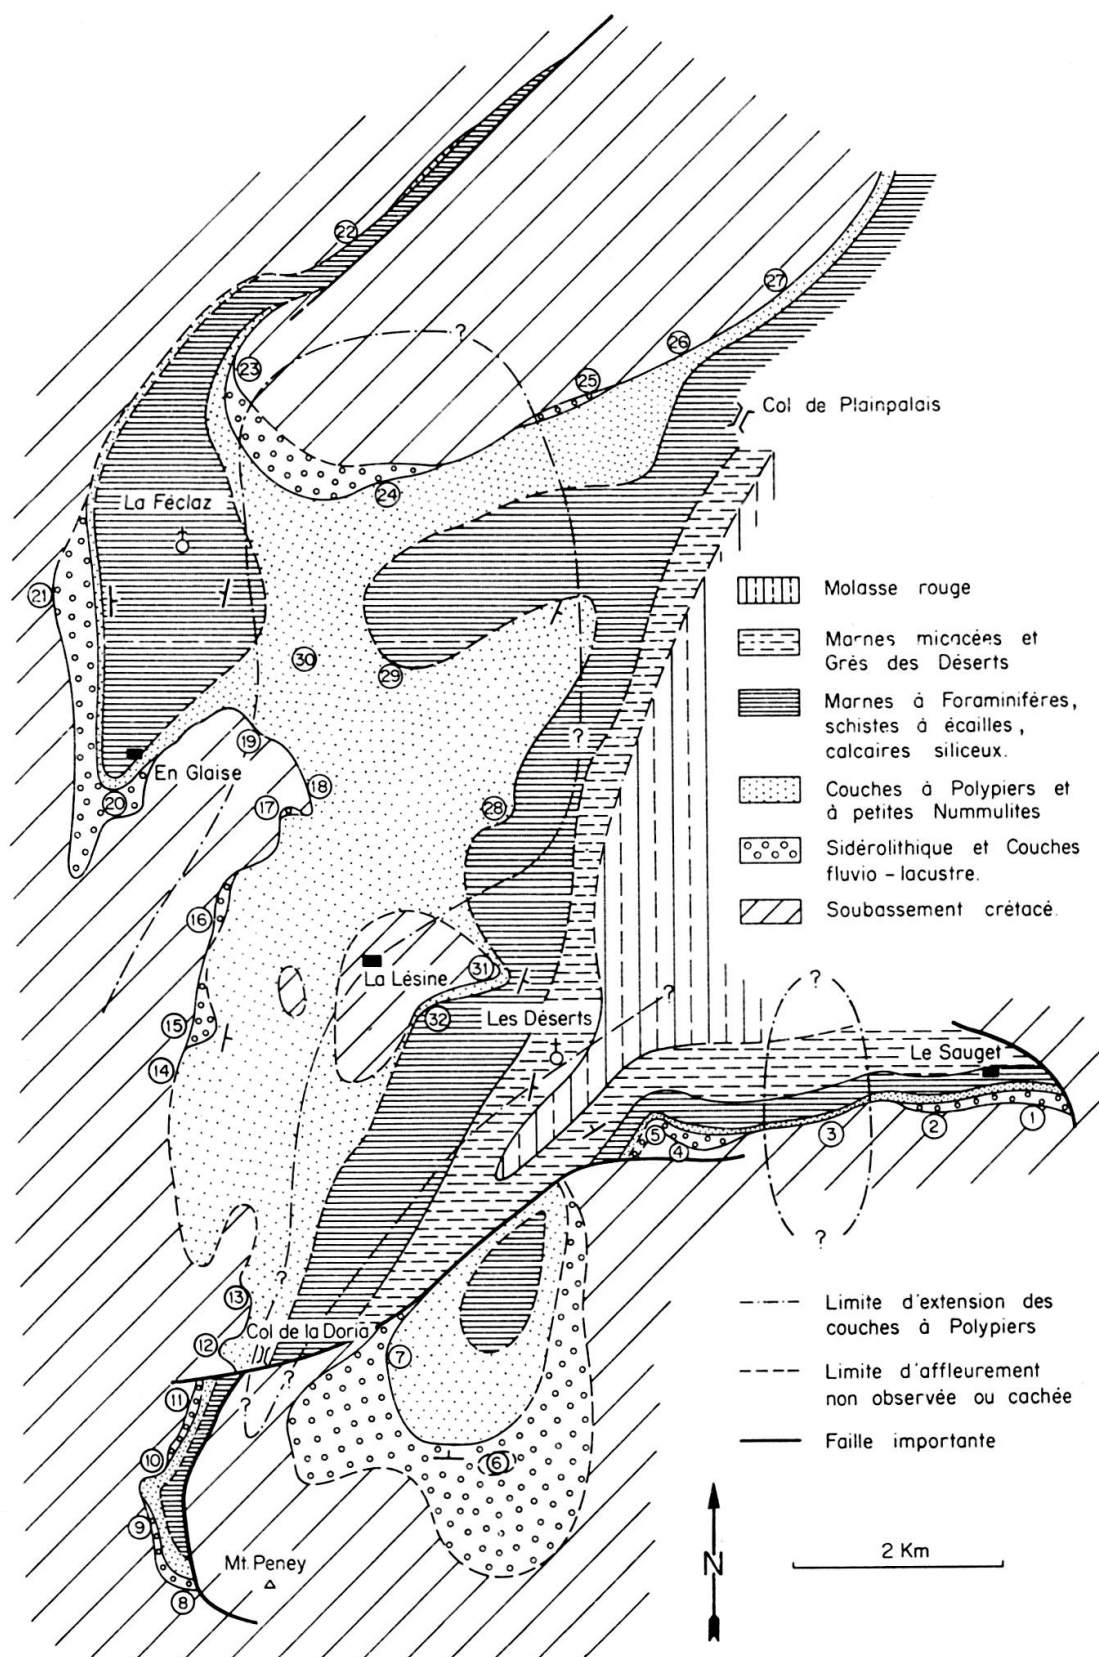 22
?
27
26
23
25
Col de Plainpalais
24
La Féclaz
21
Molasse rouge
Marnes micacées et
Grès des Déserts
30
29
Marnes à Foraminifères,
schistes à écailles,
calcaires siliceux.
19
?
En Glaise
18
20
17
28
Couches à Polypiers et
à petites Nummulites
Sidérolithique et Couches
fluvio-lacustre.
16
Soubassement crétacé.
31
La Lésine
?
?
15
32
Les Déserts
14
Le Sauget
5
4
3
2
1
?
?
13
Limite d'extension des
couches à Polypiers
12
Col de la Doria
7
?
11
Limite d'affleurement
non observée ou cachée
10
6
Faille importante
9
Mt. Peney
8
N
2 Km